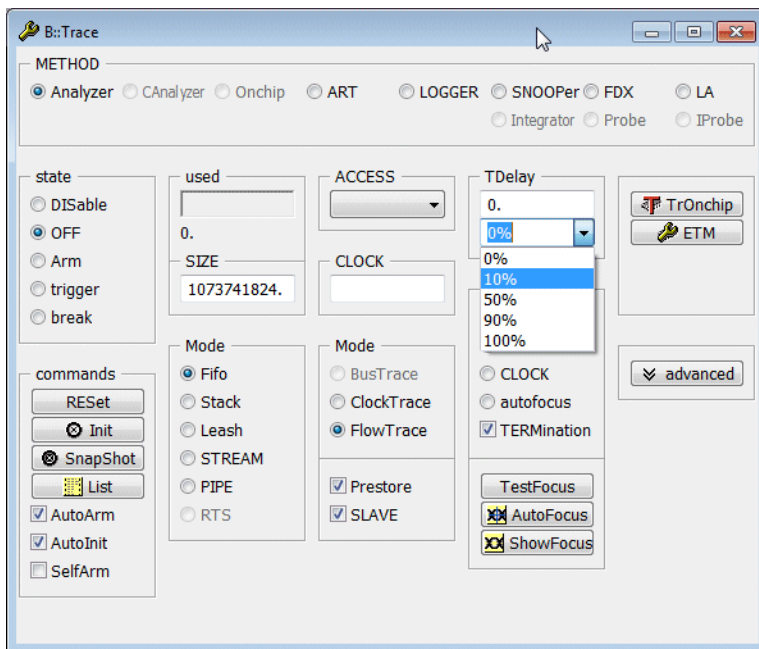 B::Trace
METHOD
Analyzer CAnalyzer Onchip ART LOGGER SNOOPer FDX LA
Integrator Probe IProbe
state
DISable
OFF
Arm
trigger
break
used
0.
SIZE
1073741824.
ACCESS
CLOCK
TDelay
0.
0%
0%
10%
50%
90%
100%
TrOnchip
ETM
commands
RESet
Init
SnapShot
List
AutoArm
AutoInit
SelfArm
Mode
Fifo
Stack
Leash
STREAM
PIPE
RTS
Mode
BusTrace
ClockTrace
FlowTrace
Prestore
SLAVE
CLOCK
autofocus
TERMination
TestFocus
AutoFocus
ShowFocus
advanced